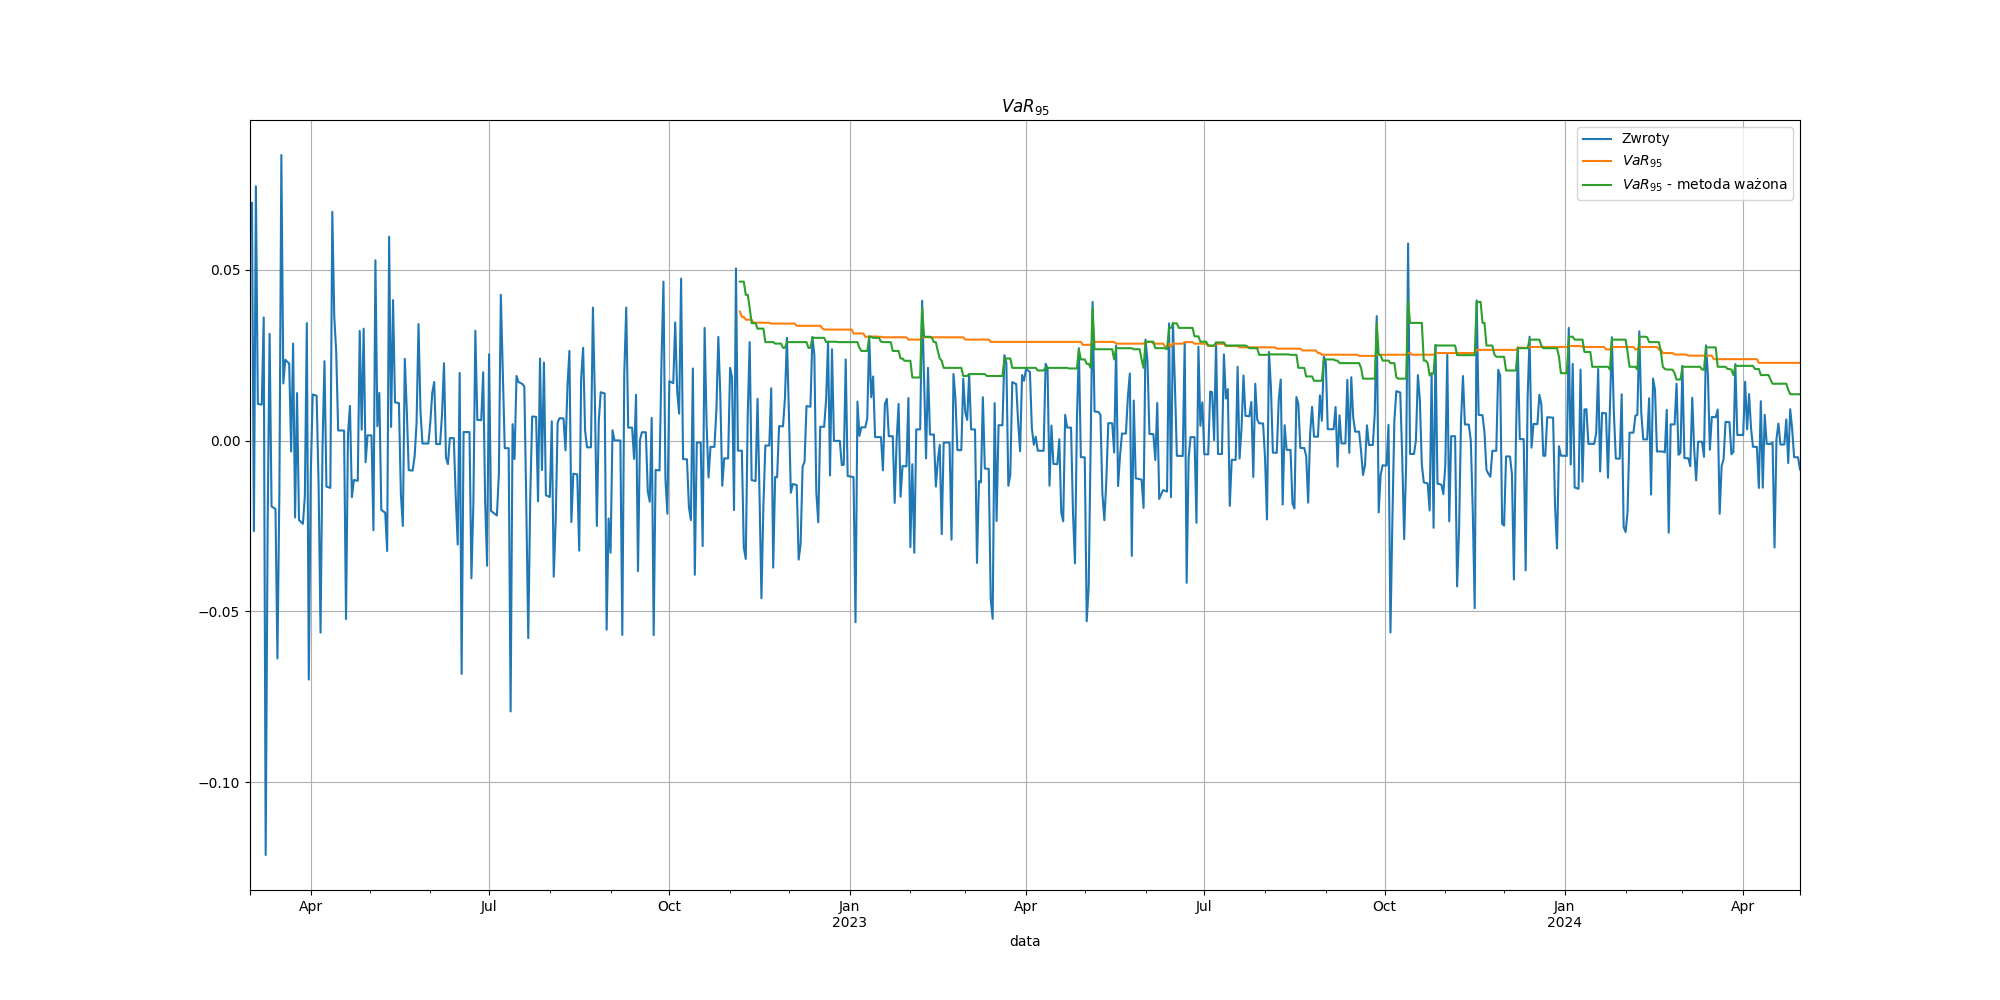 VaR₉₅
Zwroty
VaR₉₅
VaR₉₅ - metoda ważona
0.05
0.00
−0.05
−0.10
Apr Jul Oct Jan Apr Jul Oct Jan Apr
2023 2024
data